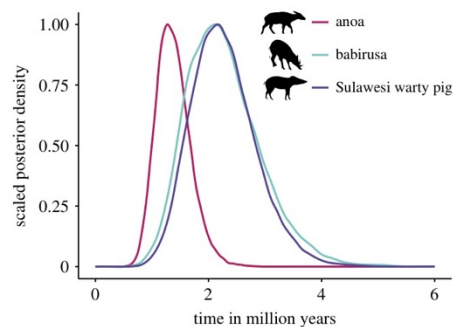 1.00
0.75
0.50
0.25
0
scaled posterior density
anoa
babirusa
Sulawesi warty pig
0 2 4 6
time in million years